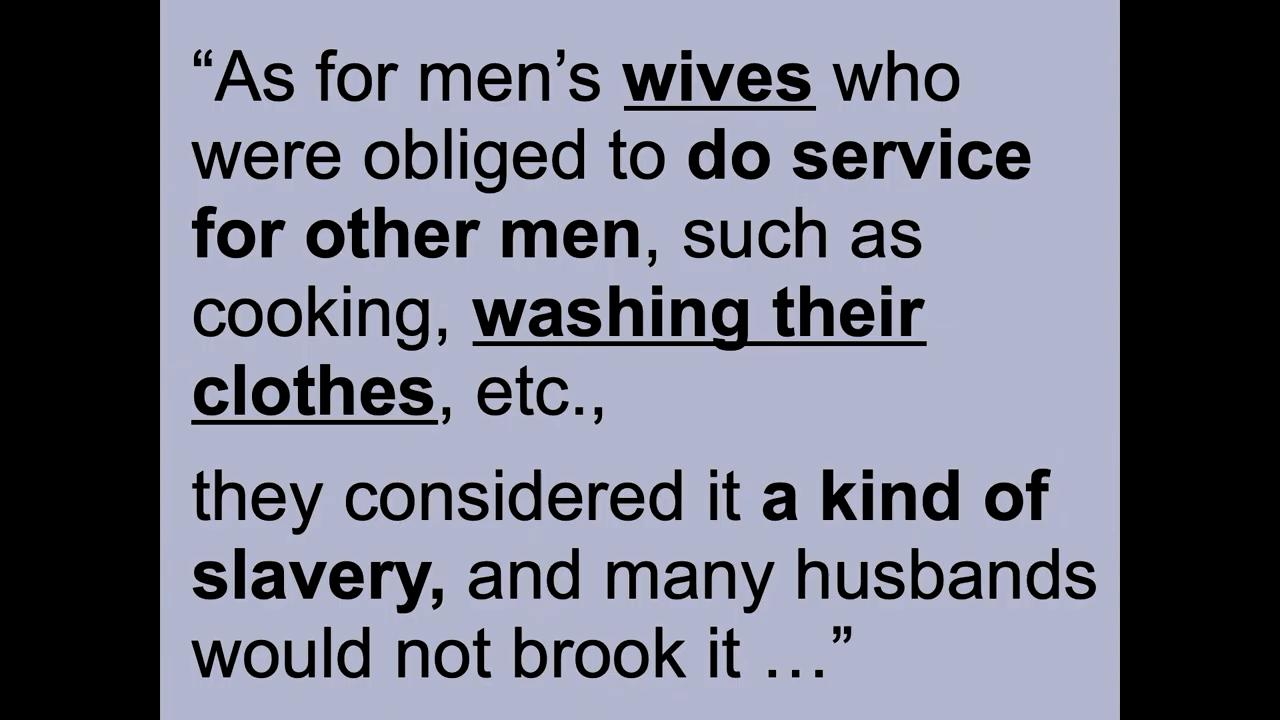 “As for men’s wives who
were obliged to do service
for other men, such as
cooking, washing their
clothes, etc.,
they considered it a kind of
slavery, and many husbands
would not brook it …”